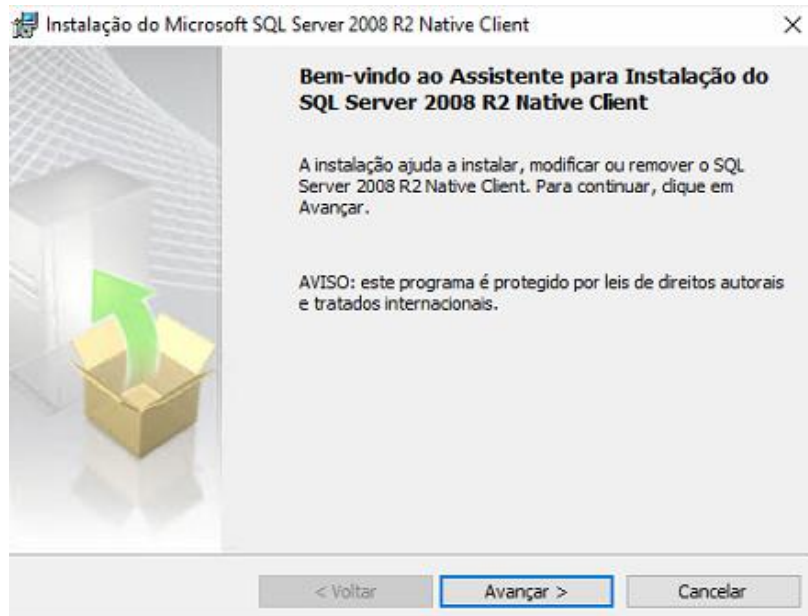 Instalação do Microsoft SQL Server 2008 R2 Native Client
Bem-vindo ao Assistente para Instalação do
SQL Server 2008 R2 Native Client
A instalação ajuda a instalar, modificar ou remover o SQL
Server 2008 R2 Native Client. Para continuar, clique em
Avançar.
AVISO: este programa é protegido por leis de direitos autorais
e tratados internacionais.
< Voltar
Avançar >
Cancelar